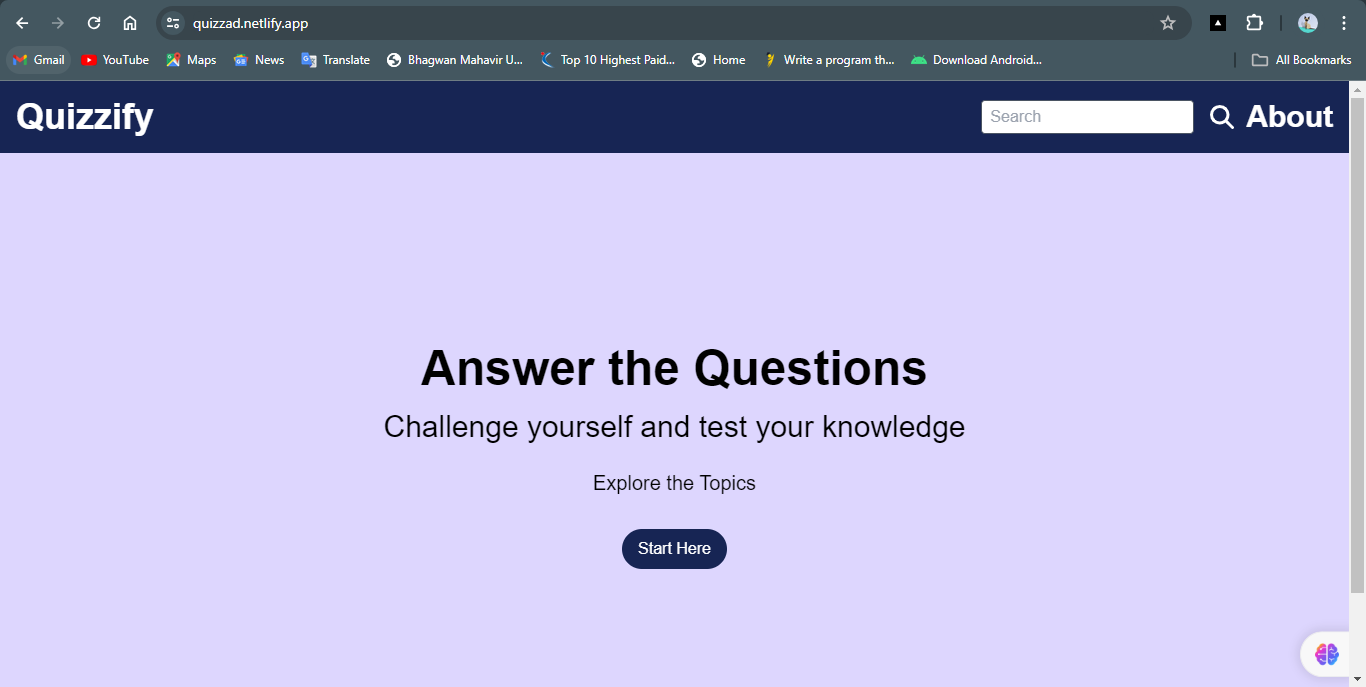 quizzad.netlify.app
Gmail YouTube Maps News Translate Bhagwan Mahavir U... Top 10 Highest Paid... Home Write a program th... Download Android... All Bookmarks
Quizzify Search About
Answer the Questions
Challenge yourself and test your knowledge
Explore the Topics
Start Here